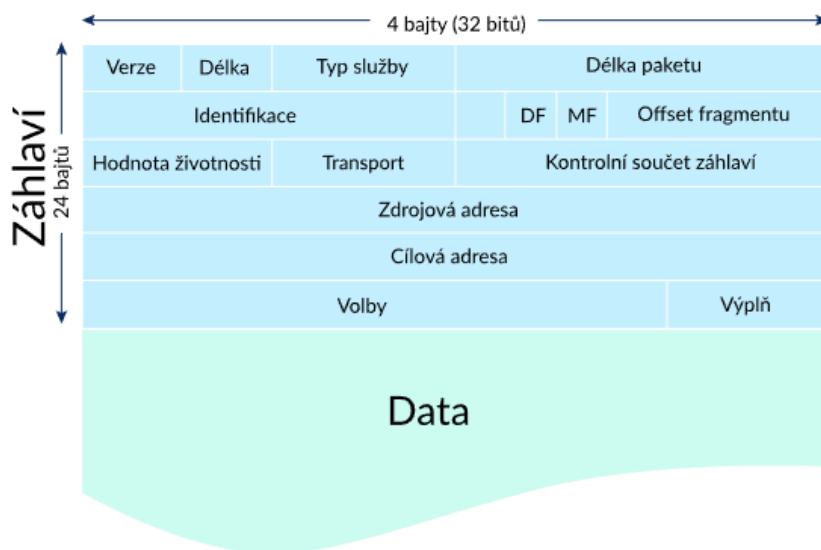 4 bajty (32 bitů)
Záhlaví
24 bajtů
Verze Délka Typ služby Délka paketu
Identifikace DF MF Offset fragmentu
Hodnota životnosti Transport Kontrolní součet záhlaví
Zdrojová adresa
Cílová adresa
Volby Výplň
Data